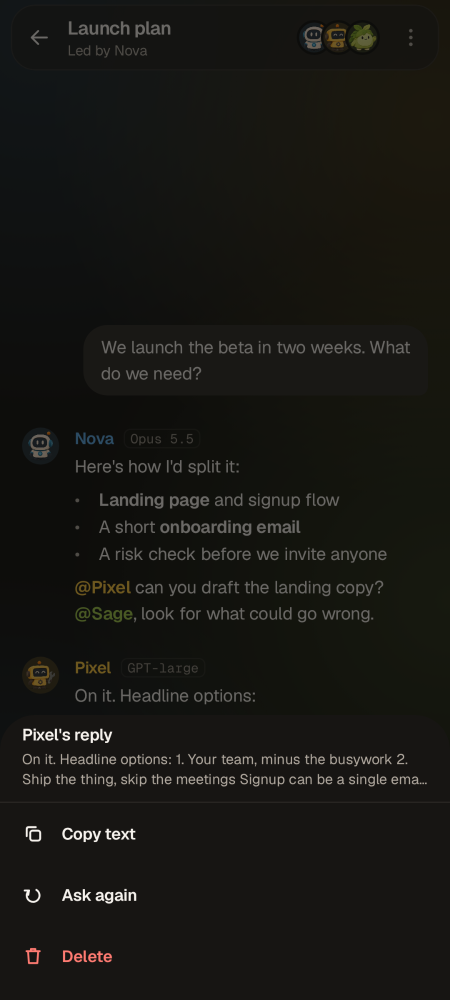 Launch plan
Led by Nova
We launch the beta in two weeks. What
do we need?
Nova Opus 5.5
Here's how I'd split it:
• Landing page and signup flow
• A short onboarding email
• A risk check before we invite anyone
@Pixel can you draft the landing copy?
@Sage, look for what could go wrong.
Pixel GPT-large
On it. Headline options:
Pixel's reply
On it. Headline options: 1. Your team, minus the busywork 2.
Ship the thing, skip the meetings Signup can be a single ema…
Copy text
Ask again
Delete